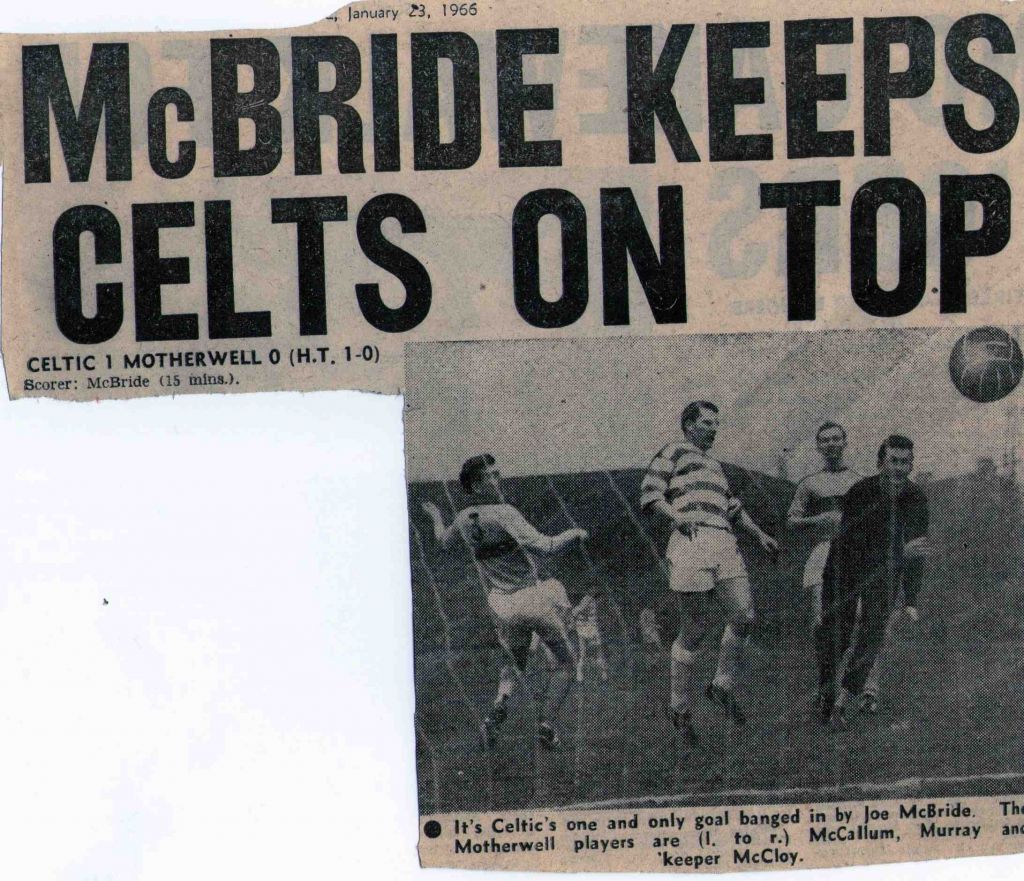 January 23, 1966
McBRIDE KEEPS
CELTS ON TOP
CELTIC 1 MOTHERWELL 0 (H.T. 1-0)
Scorer: McBride (15 mins.).
3
● It's Celtic's one and only goal banged in by Joe McBride. The
Motherwell players are (l. to r.) McCallum, Murray and
'keeper McCloy.